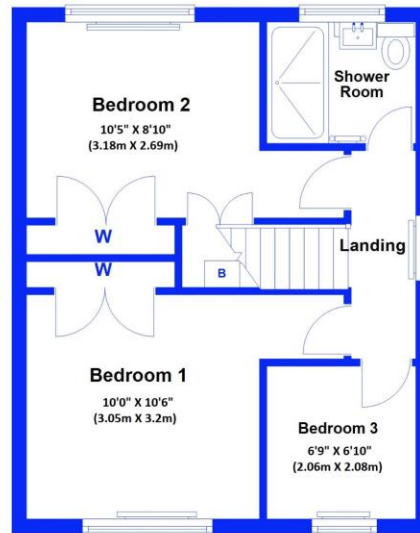 Shower
Room
Bedroom 2
10'5" X 8'10"
(3.18m X 2.69m)
W
Landing
W
B
Bedroom 1
10'0" X 10'6"
(3.05m X 3.2m)
Bedroom 3
6'9" X 6'10"
(2.06m X 2.08m)